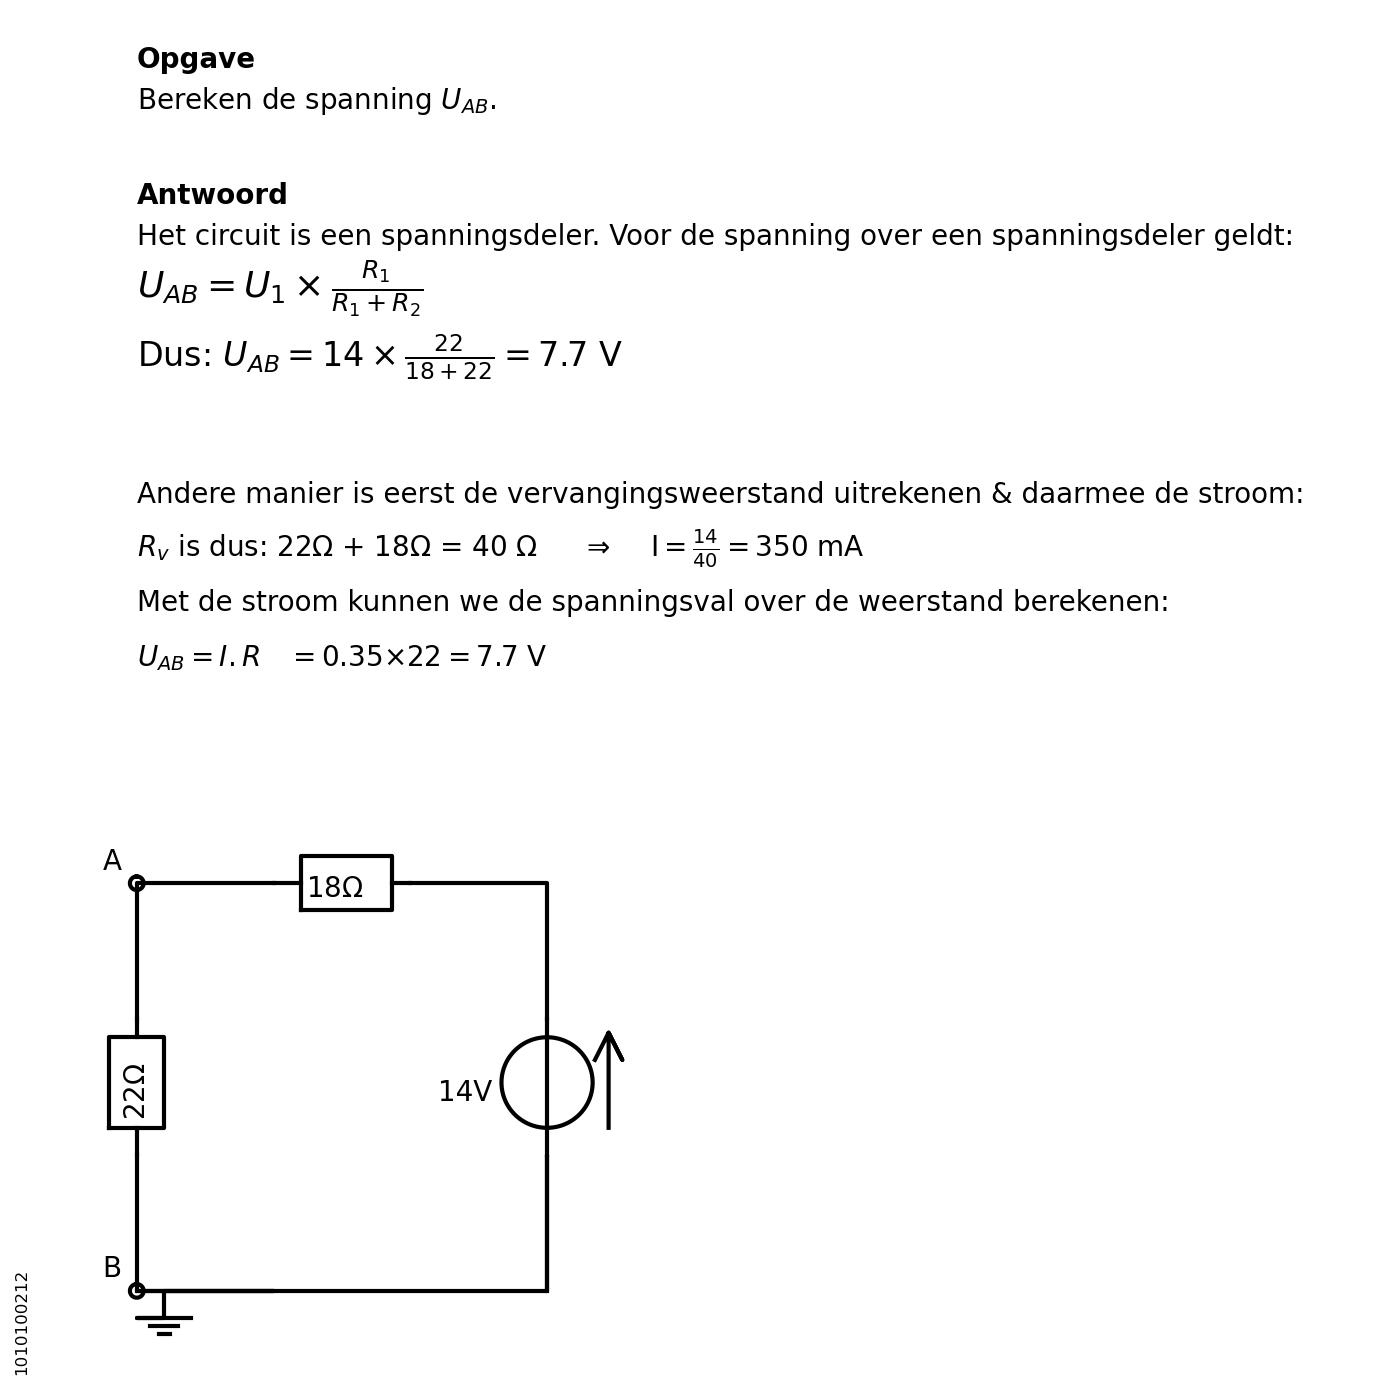 Opgave
Bereken de spanning $U_{AB}$.
Antwoord
Het circuit is een spanningsdeler. Voor de spanning over een spanningsdeler geldt:
$U_{AB} = U_1 \times \frac{R_1}{R_1 + R_2}$
Dus: $U_{AB} = 14 \times \frac{22}{18 + 22} = 7.7$ V
Andere manier is eerst de vervangingsweerstand uitrekenen & daarmee de stroom:
$R_v$ is dus: 22Ω + 18Ω = 40 Ω ⇒ I $= \frac{14}{40} = 350$ mA
Met de stroom kunnen we de spanningsval over de weerstand berekenen:
$U_{AB} = I.R$ $= 0.35 \times 22 = 7.7$ V
A
18Ω
22Ω
14V
B
1010100212